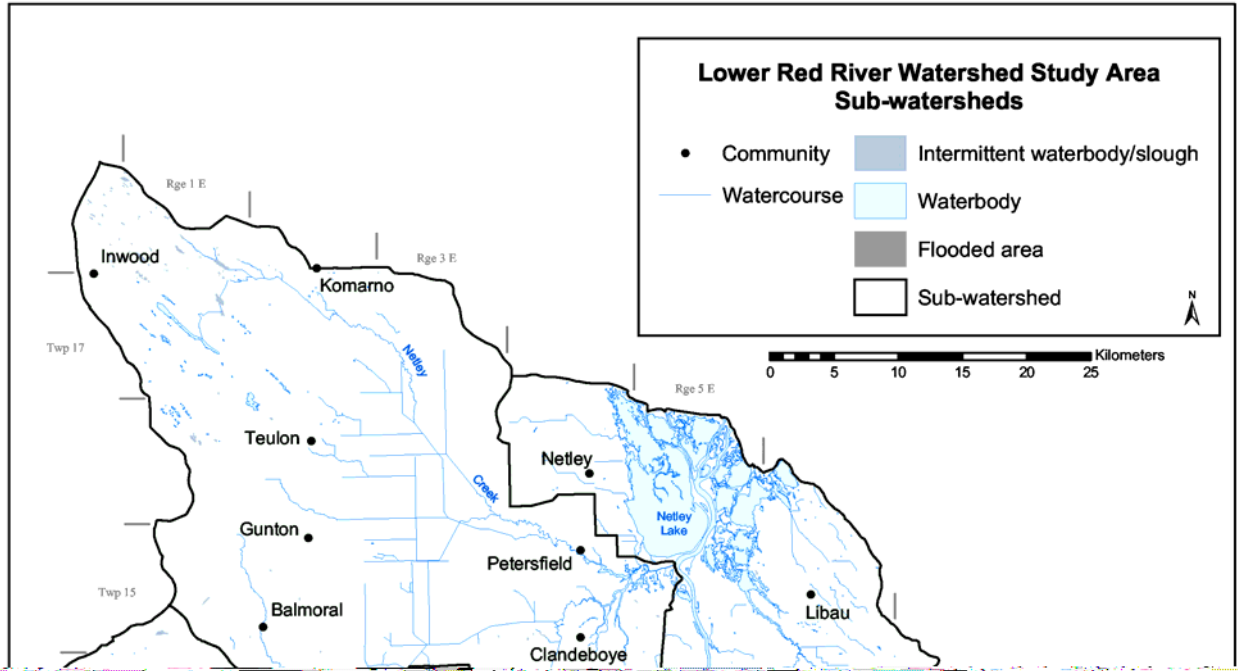 Lower Red River Watershed Study Area
Sub-watersheds
Community
Intermittent waterbody/slough
Watercourse
Waterbody
Flooded area
Sub-watershed
N
Kilometers
0 5 10 15 20 25
Rge 1 E
Inwood
Rge 3 E
Komarno
Twp 17
Netley
Rge 5 E
Teulon
Netley
Creek
Netley
Lake
Gunton
Petersfield
Twp 15
Balmoral
Libau
Clandeboye